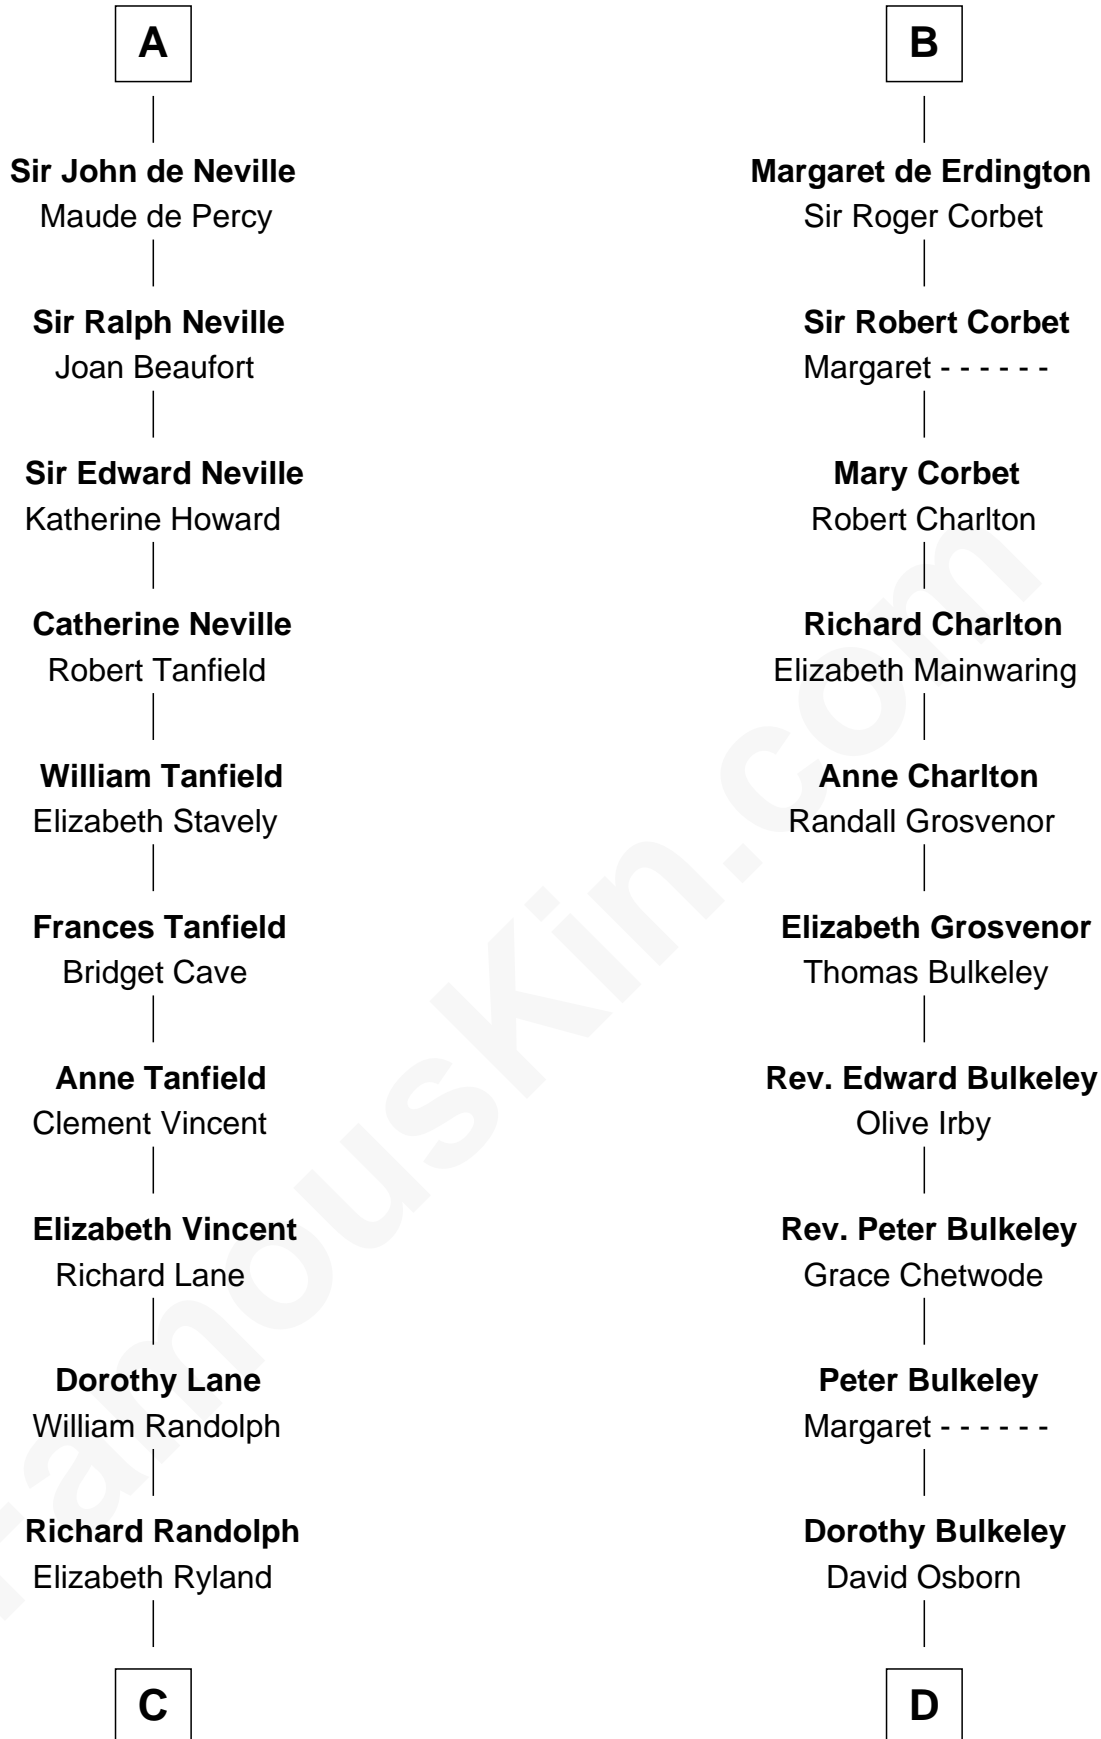 A
Sir John de Neville
Maude de Percy
Sir Ralph Neville
Joan Beaufort
Sir Edward Neville
Katherine Howard
Catherine Neville
Robert Tanfield
William Tanfield
Elizabeth Stavely
Frances Tanfield
Bridget Cave
Anne Tanfield
Clement Vincent
Elizabeth Vincent
Richard Lane
Dorothy Lane
William Randolph
Richard Randolph
Elizabeth Ryland
C
B
Margaret de Erdington
Sir Roger Corbet
Sir Robert Corbet
Margaret - - - - - -
Mary Corbet
Robert Charlton
Richard Charlton
Elizabeth Mainwaring
Anne Charlton
Randall Grosvenor
Elizabeth Grosvenor
Thomas Bulkeley
Rev. Edward Bulkeley
Olive Irby
Rev. Peter Bulkeley
Grace Chetwode
Peter Bulkeley
Margaret - - - - - -
Dorothy Bulkeley
David Osborn
D
FamousKin.com